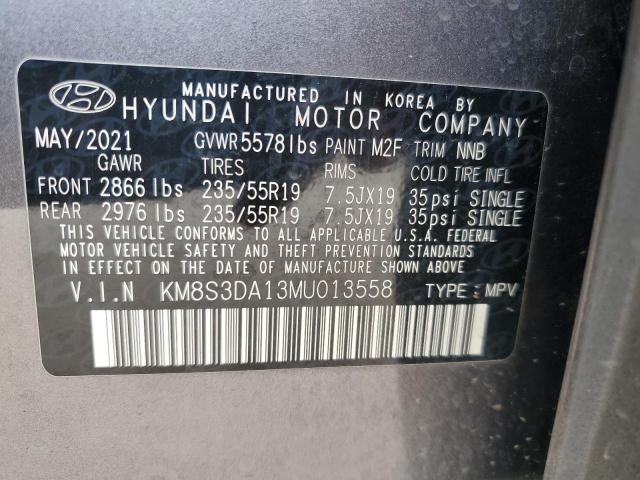 MANUFACTURED IN KOREA BY
HYUNDAI MOTOR COMPANY
MAY/2021 GVWR 5578lbs PAINT M2F TRIM NNB
GAWR TIRES RIMS COLD TIRE INFL
FRONT 2866 lbs 235/55R19 7.5JX19 35psi SINGLE
REAR 2976 lbs 235/55R19 7.5JX19 35psi SINGLE
THIS VEHICLE CONFORMS TO ALL APPLICABLE U.S.A. FEDERAL
MOTOR VEHICLE SAFETY AND THEFT PREVENTION STANDARDS
IN EFFECT ON THE DATE OF MANUFACTURE SHOWN ABOVE.
V.I.N KM8S3DA13MU013558 TYPE : MPV